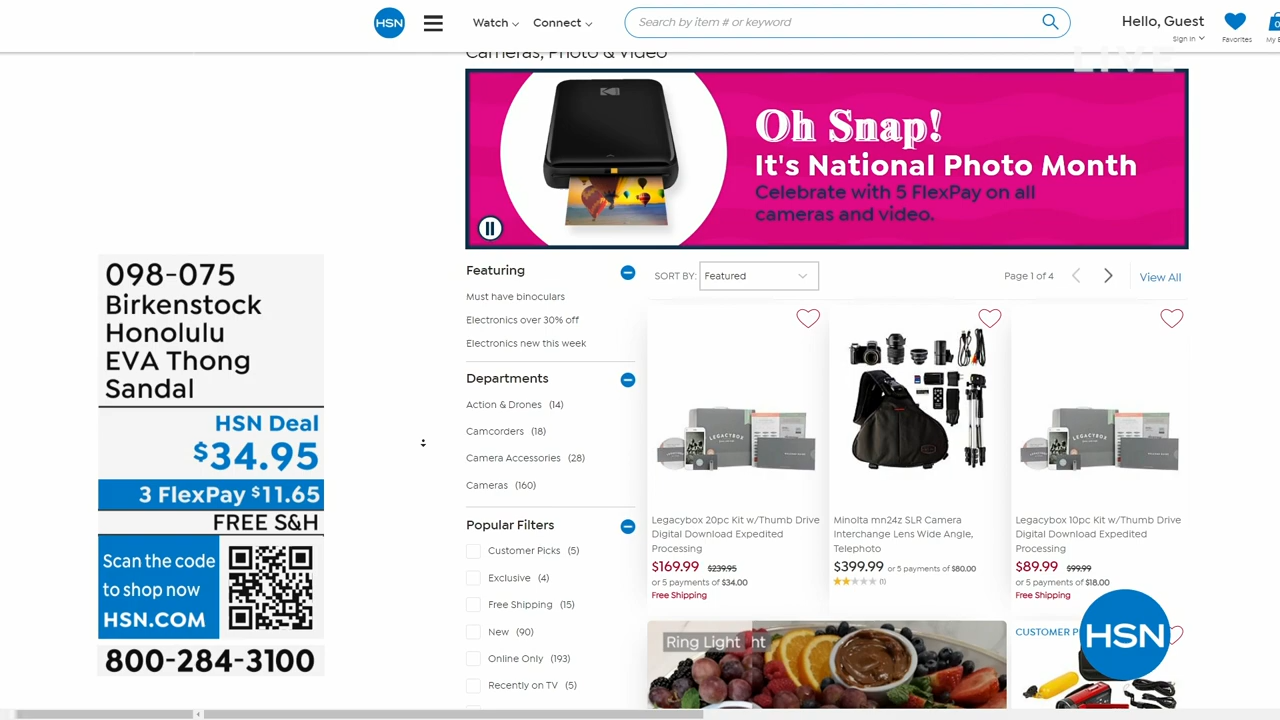 HSN
Watch
Connect
Search by item # or keyword
Hello, Guest
Sign In
Favorites
0
Cameras, Photo & Video
LIVE
Oh Snap!
It's National Photo Month
Celebrate with 5 FlexPay on all
cameras and video.
098-075
Birkenstock
Honolulu
EVA Thong
Sandal
HSN Deal
$34.95
3 FlexPay $11.65
FREE S&H
Scan the code
to shop now
HSN.COM
800-284-3100
Featuring
Must have binoculars
Electronics over 30% off
Electronics new this week
Departments
Action & Drones (14)
Camcorders (18)
Camera Accessories (28)
Cameras (160)
Popular Filters
Customer Picks (5)
Exclusive (4)
Free Shipping (15)
New (90)
Online Only (193)
Recently on TV (5)
SORT BY: Featured
Page 1 of 4
View All
LEGACYBOX
Legacybox 20pc Kit w/Thumb Drive
Digital Download Expedited
Processing
$169.99 $239.95
or 5 payments of $34.00
Free Shipping
Minolta mn24z SLR Camera
Interchange Lens Wide Angle,
Telephoto
$399.99 or 5 payments of $80.00
(1)
LEGACYBOX
Legacybox 10pc Kit w/Thumb Drive
Digital Download Expedited
Processing
$89.99 $99.99
or 5 payments of $18.00
Free Shipping
Ring Light ht
CUSTOMER P
HSN